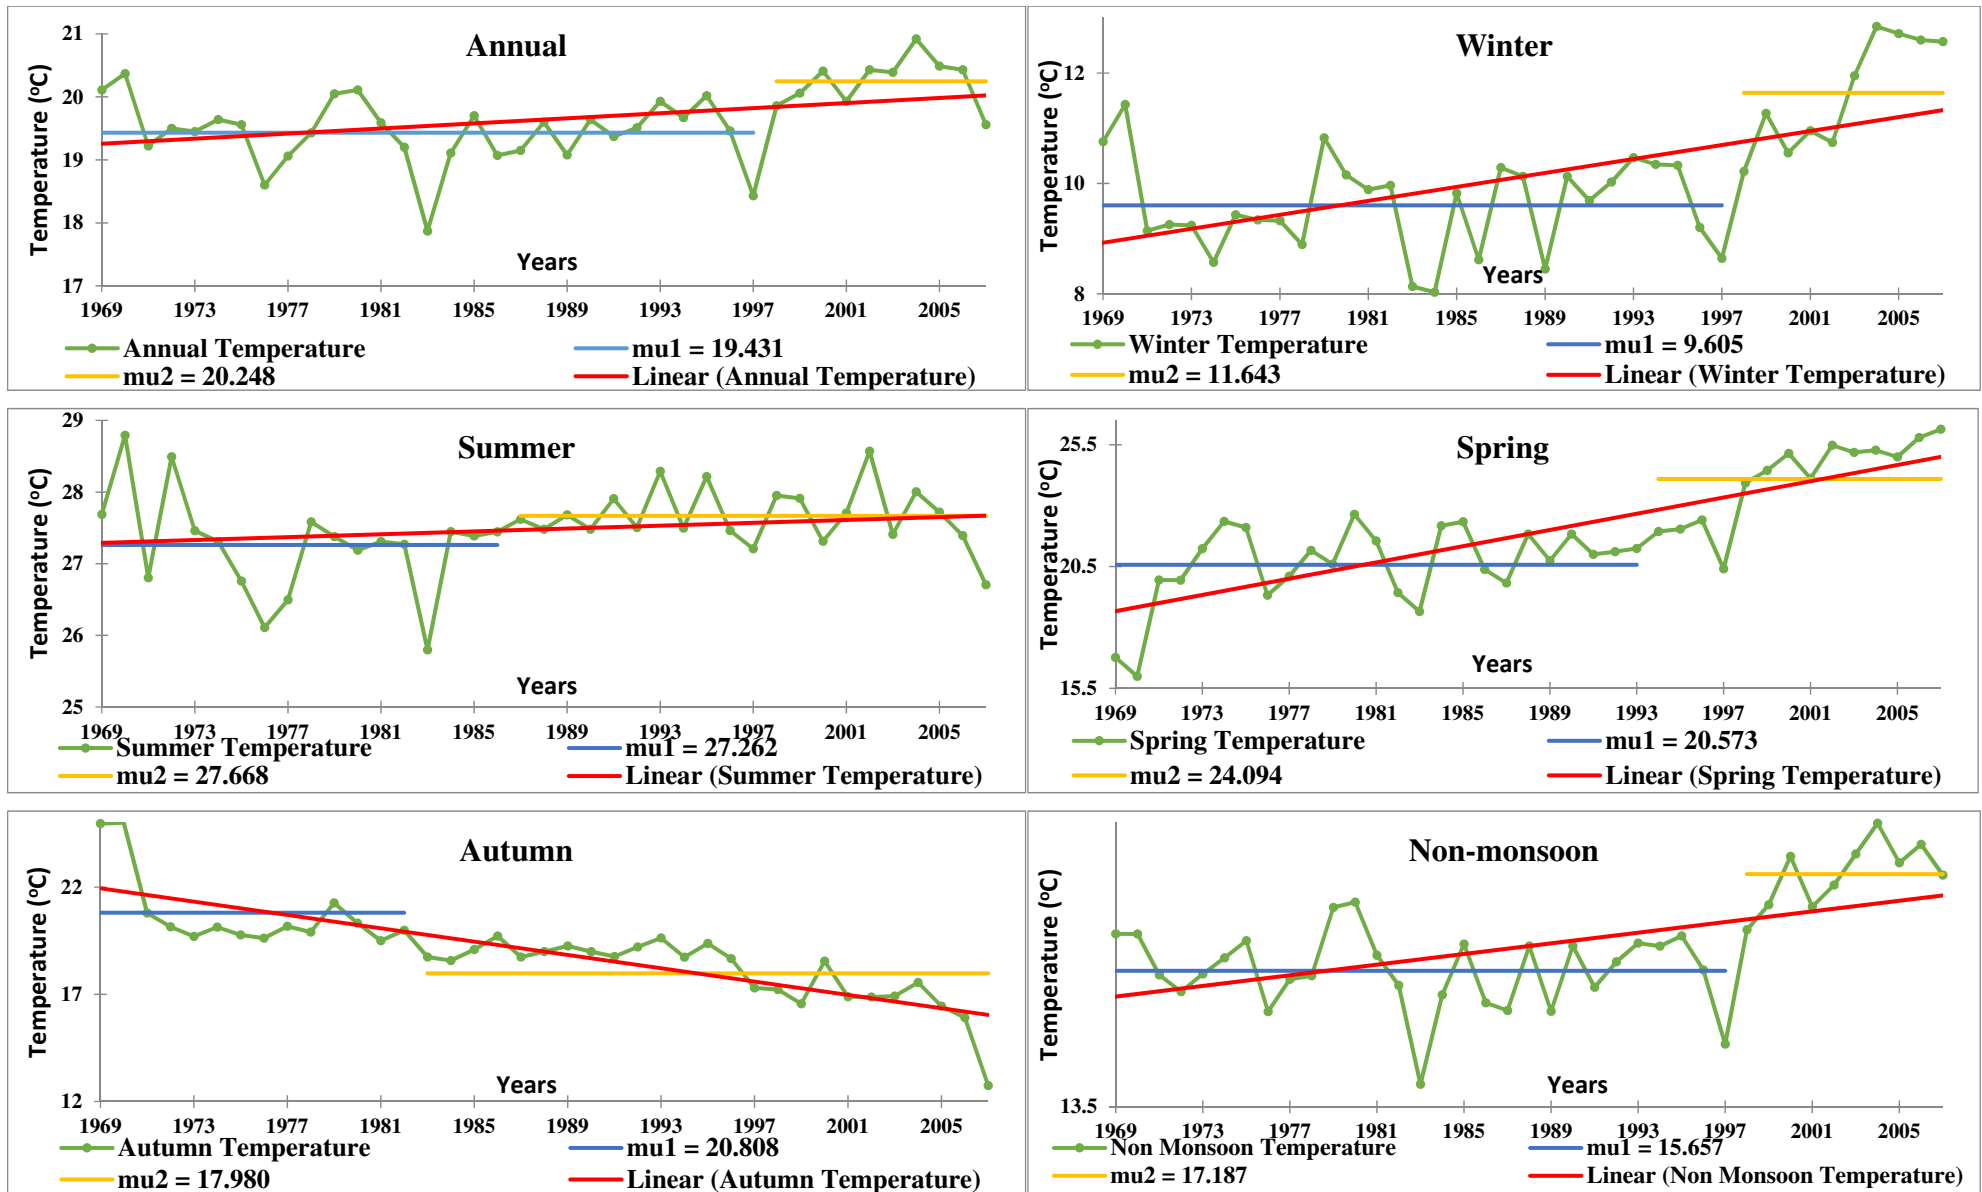 Annual
Temperature (ºC)
21
20
19
18
17
Years
1969 1973 1977 1981 1985 1989 1993 1997 2001 2005
Annual Temperature mu1 = 19.431
mu2 = 20.248 Linear (Annual Temperature)
Winter
Temperature (ºC)
12
10
8
Years
1969 1973 1977 1981 1985 1989 1993 1997 2001 2005
Winter Temperature mu1 = 9.605
mu2 = 11.643 Linear (Winter Temperature)
Summer
Temperature (ºC)
29
28
27
26
25
Years
1969 1973 1977 1981 1985 1989 1993 1997 2001 2005
Summer Temperature mu1 = 27.262
mu2 = 27.668 Linear (Summer Temperature)
Spring
Temperature (ºC)
25.5
20.5
15.5
Years
1969 1973 1977 1981 1985 1989 1993 1997 2001 2005
Spring Temperature mu1 = 20.573
mu2 = 24.094 Linear (Spring Temperature)
Autumn
Temperature (ºC)
22
17
12
Years
1969 1973 1977 1981 1985 1989 1993 1997 2001 2005
Autumn Temperature mu1 = 20.808
mu2 = 17.980 Linear (Autumn Temperature)
Non-monsoon
Temperature (ºC)
13.5
Years
1969 1973 1977 1981 1985 1989 1993 1997 2001 2005
Non Monsoon Temperature mu1 = 15.657
mu2 = 17.187 Linear (Non Monsoon Temperature)